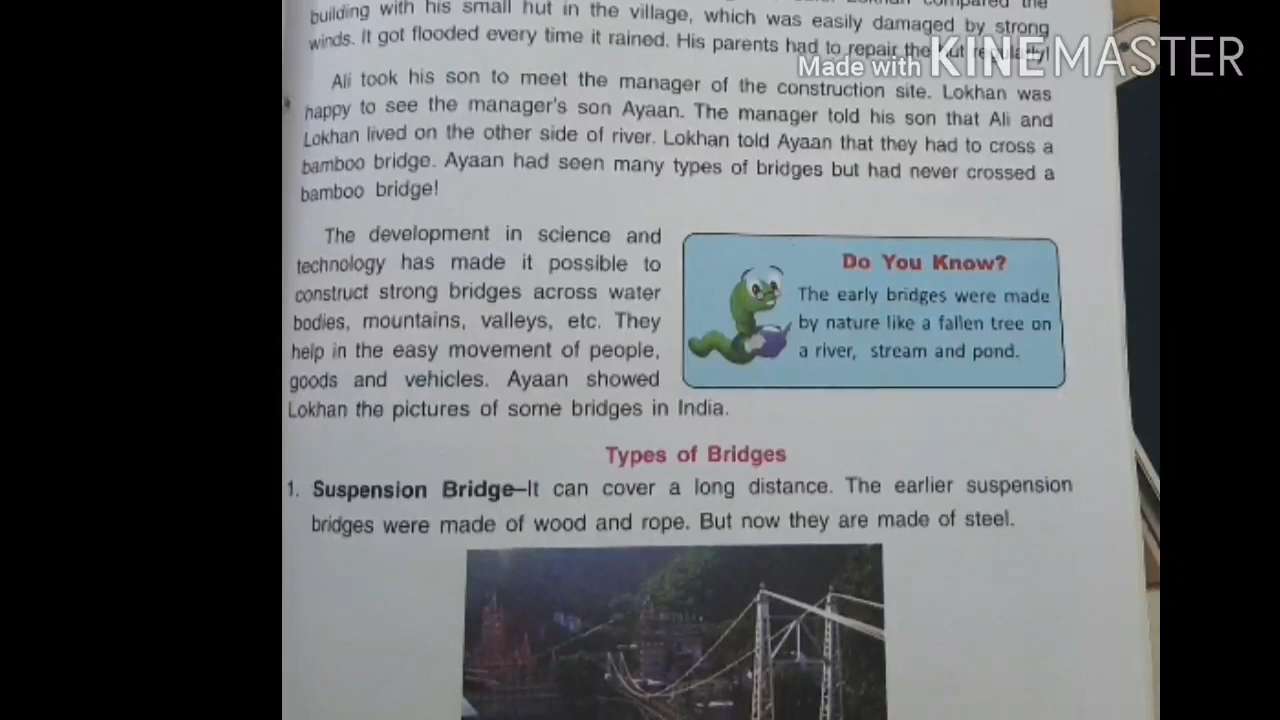 compared the
building with his small hut in the village, which was easily damaged by strong
winds. It got flooded every time it rained. His parents had to repair the hut regularly!
Made with KINEMASTER
Ali took his son to meet the manager of the construction site. Lokhan was
happy to see the manager's son Ayaan. The manager told his son that Ali and
Lokhan lived on the other side of river. Lokhan told Ayaan that they had to cross a
bamboo bridge. Ayaan had seen many types of bridges but had never crossed a
bamboo bridge!
The development in science and
technology has made it possible to
construct strong bridges across water
bodies, mountains, valleys, etc. They
help in the easy movement of people,
goods and vehicles. Ayaan showed
Lokhan the pictures of some bridges in India.
Do You Know?
The early bridges were made
by nature like a fallen tree on
a river, stream and pond.
Types of Bridges
1. Suspension Bridge–It can cover a long distance. The earlier suspension
bridges were made of wood and rope. But now they are made of steel.